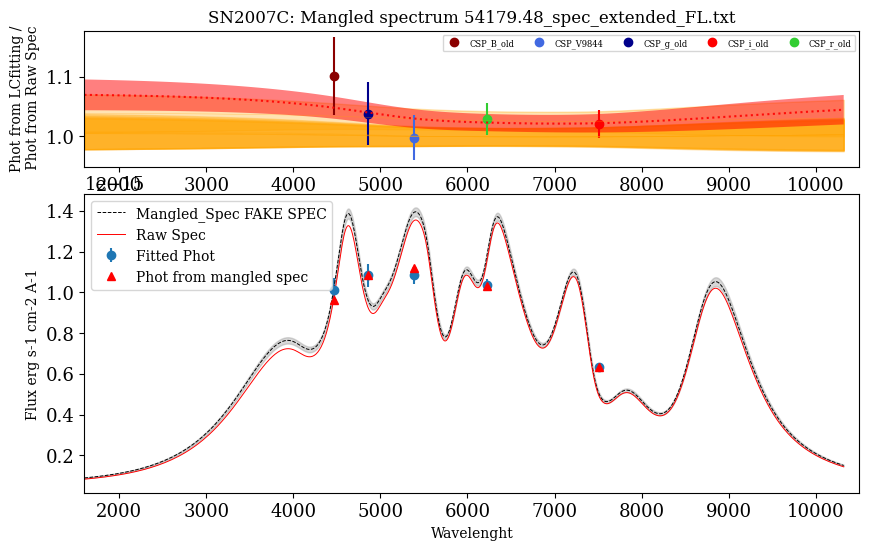 SN2007C: Mangled spectrum 54179.48_spec_extended_FL.txt
Phot from LCfitting /
Phot from Raw Spec
CSP_B_old
CSP_V9844
CSP_g_old
CSP_i_old
CSP_r_old
1.1
1.0
2000 3000 4000 5000 6000 7000 8000 9000 10000
Flux erg s-1 cm-2 A-1
Mangled_Spec FAKE SPEC
Raw Spec
Fitted Phot
Phot from mangled spec
1.4
1.2
1.0
0.8
0.6
0.4
0.2
2000 3000 4000 5000 6000 7000 8000 9000 10000
Wavelenght